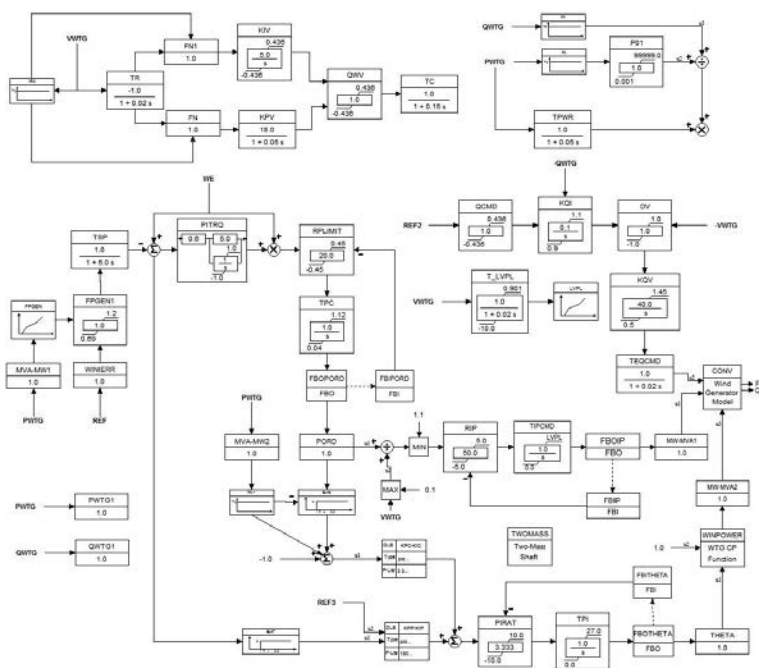 VWTG
FN1
1.0
KIV
0.436
5.0
s
-0.436
TR
-1.0
1 + 0.02 s
QWV
0.436
1.0
-0.436
TC
1.0
1 + 0.15 s
FN
1.0
KPV
18.0
1 + 0.05 s
QWTG
PWTG
P01
99999.0
1.0
0.001
TPWR
1.0
1 + 0.05 s
WE
TSP
1.0
1 + 5.0 s
PITRQ
1.0
-1.0
RPLIMIT
0.45
20.0
-0.45
TPC
1.12
1.0
s
0.04
FPGEN
FPGEN1
1.2
1.0
0.69
MVA-MW1
1.0
PWTG
WINIERR
1.0
REF
FBOPORD
FBO
FBIPORD
FBI
-QWTG
REF2
QCMD
0.436
1.0
-0.436
KQI
1.1
0.1
s
0.9
1.0
1.0
-1.0
-VWTG
VWTG
T_LVPL
0.901
1.0
1 + 0.02 s
-10.0
LVPL
KQV
1.45
40.0
s
0.5
TEQCMD
1.0
1 + 0.02 s
CONV
Wind
Generator
Model
PWTG
MVA-MW2
1.0
PORD
1.0
1.1
MIN
MAX
0.1
VWTG
RIP
5.0
50.0
-5.0
TIPCMD
LVPL
1.0
s
0.0
FBOIP
FBO
FBIIP
FBI
MW-MVA1
1.0
MW-MVA2
1.0
PWTG
PWTG1
1.0
QWTG
QWTG1
1.0
-1.0
TWOMASS
Two-Mass
Shaft
1.0
WINPOWER
WTG CP
Function
REF3
PIRAT
10.0
3.333
-10.0
TPI
27.0
1.0
s
0.0
FBITHETA
FBI
FBOTHETA
FBO
THETA
1.0